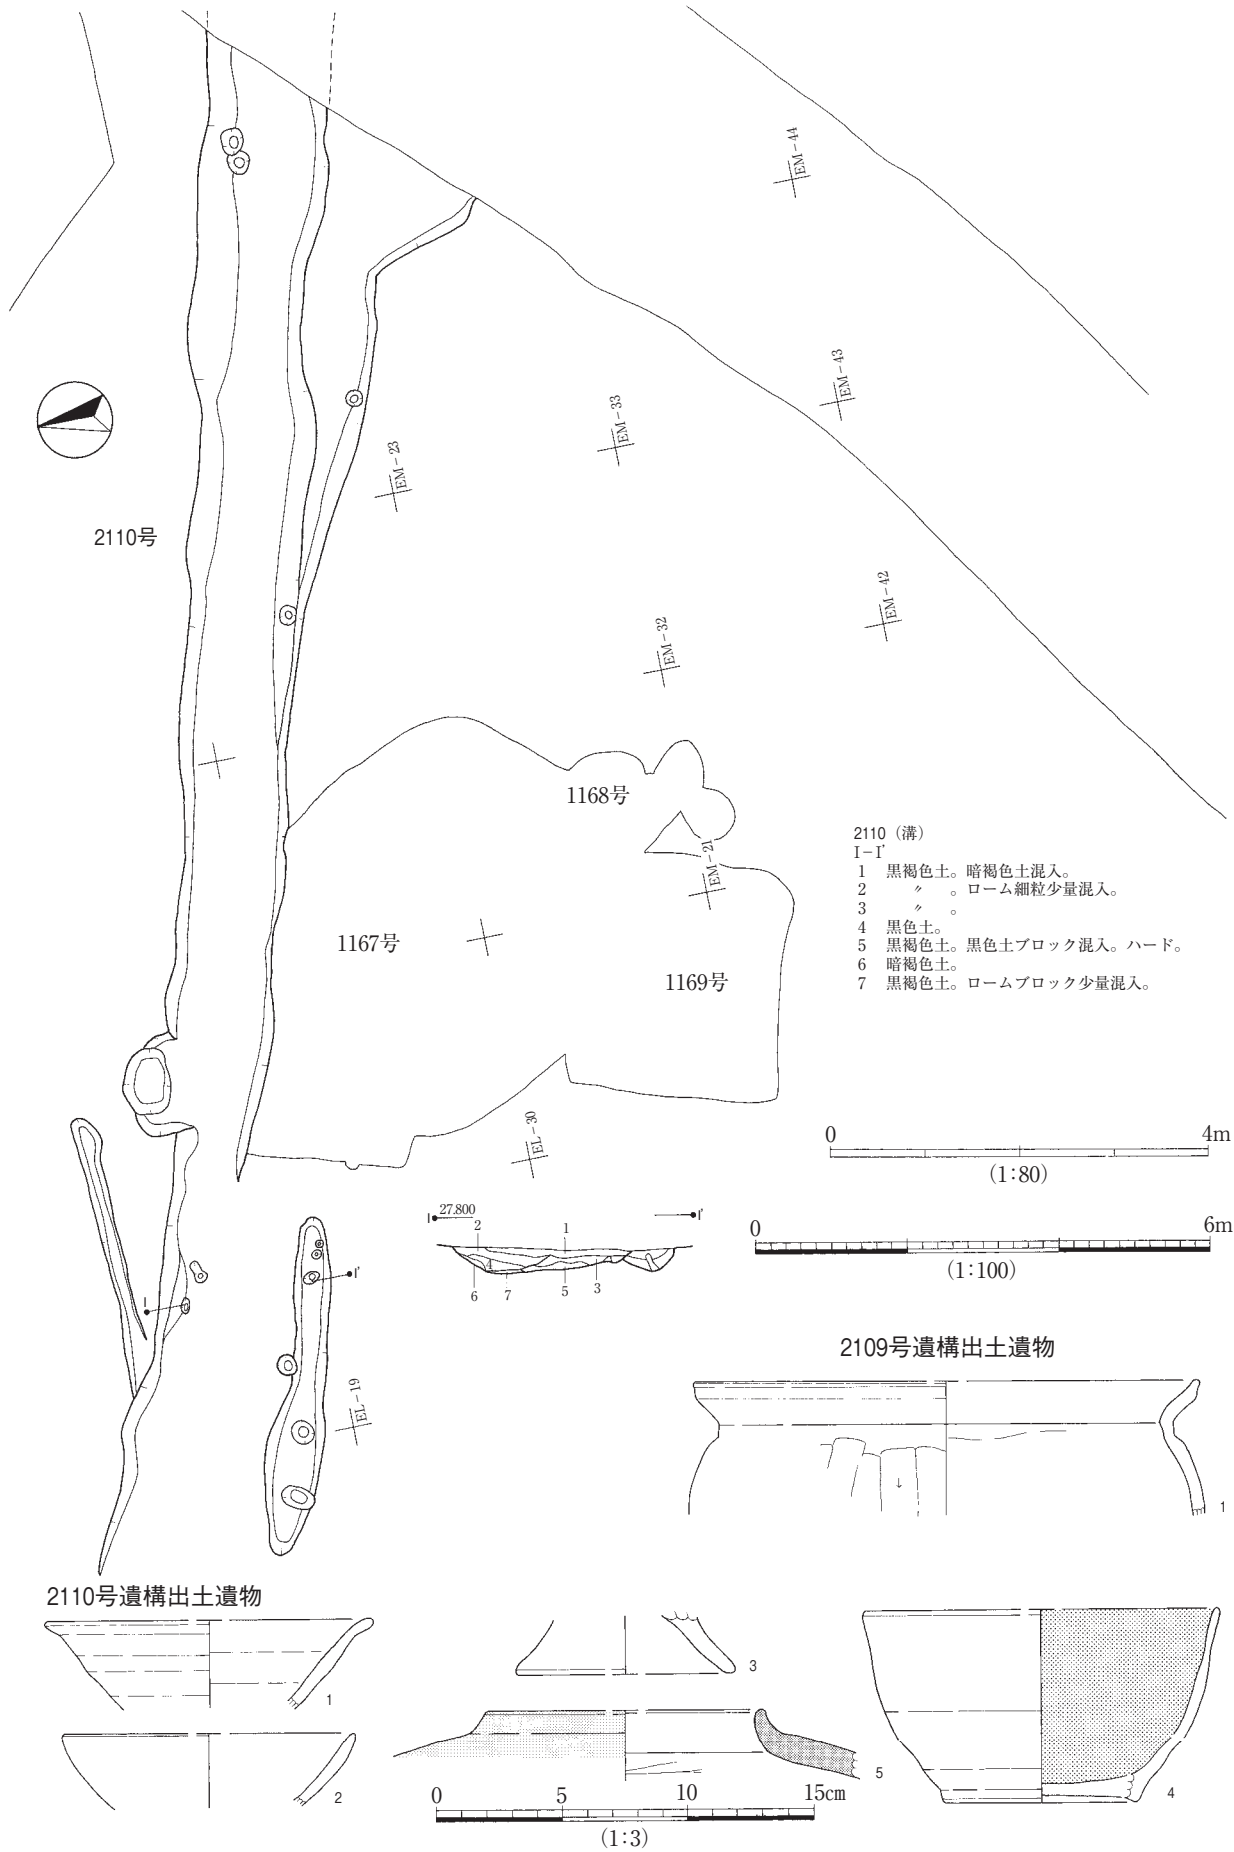 EM-44
EM-43
EM-33
EM-23
2110号
EM-42
EM-32
1168号
EM-21
1167号
1169号
2110（溝）
I-I'
1 黒褐色土。暗褐色土混入。
2 〃 。ローム細粒少量混入。
3 〃 。
4 黒色土。
5 黒褐色土。黒色土ブロック混入。ハード。
6 暗褐色土。
7 黒褐色土。ロームブロック少量混入。
EL-30
0 4m
(1:80)
I 27.800 I'
2 1
4
6 7 5 3
0 6m
(1:100)
I I'
EL-19
2109号遺構出土遺物
↓
1
2110号遺構出土遺物
1
2
3
5
4
0 5 10 15cm
(1:3)